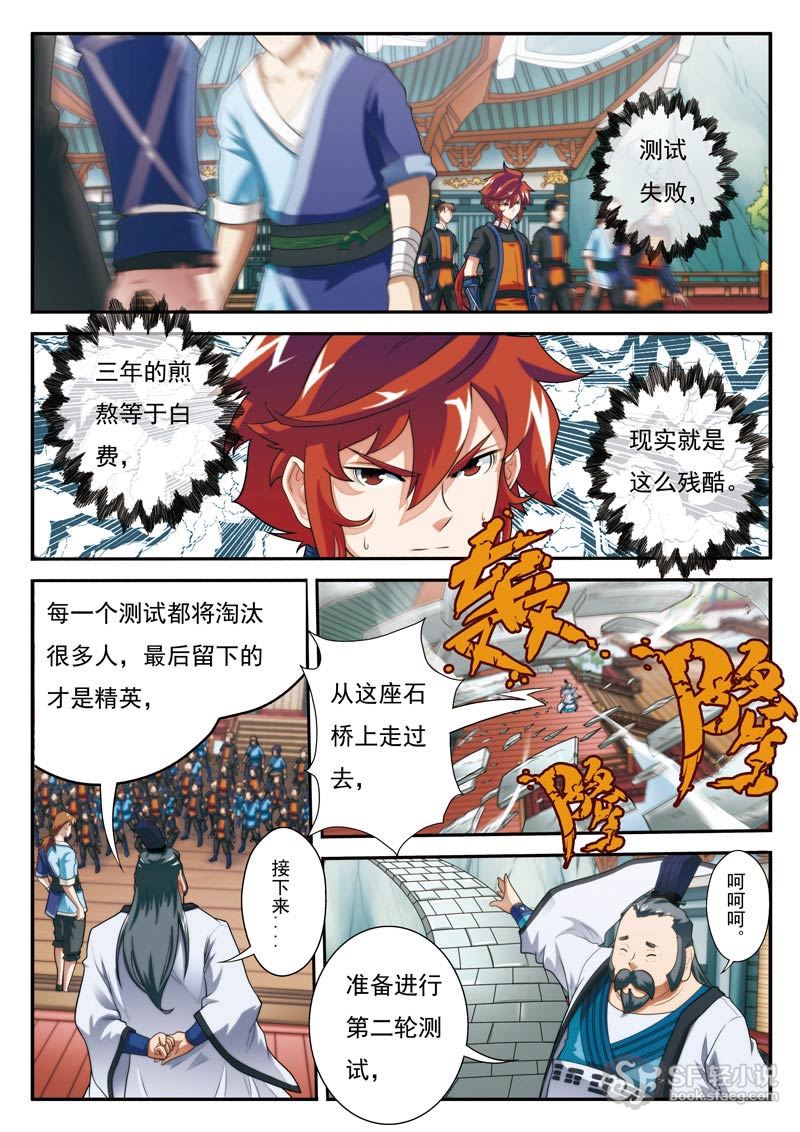 测试
失败，
三年的煎
熬等于白
费，
现实就是
这么残酷。
每一个测试都将淘汰
很多人，最后留下的
才是精英，
轰
隆
隆
从这座石
桥上走过
去，
接下来····
呵呵呵。
准备进行
第二轮测
试，
SF轻小说
book.sfacg.com